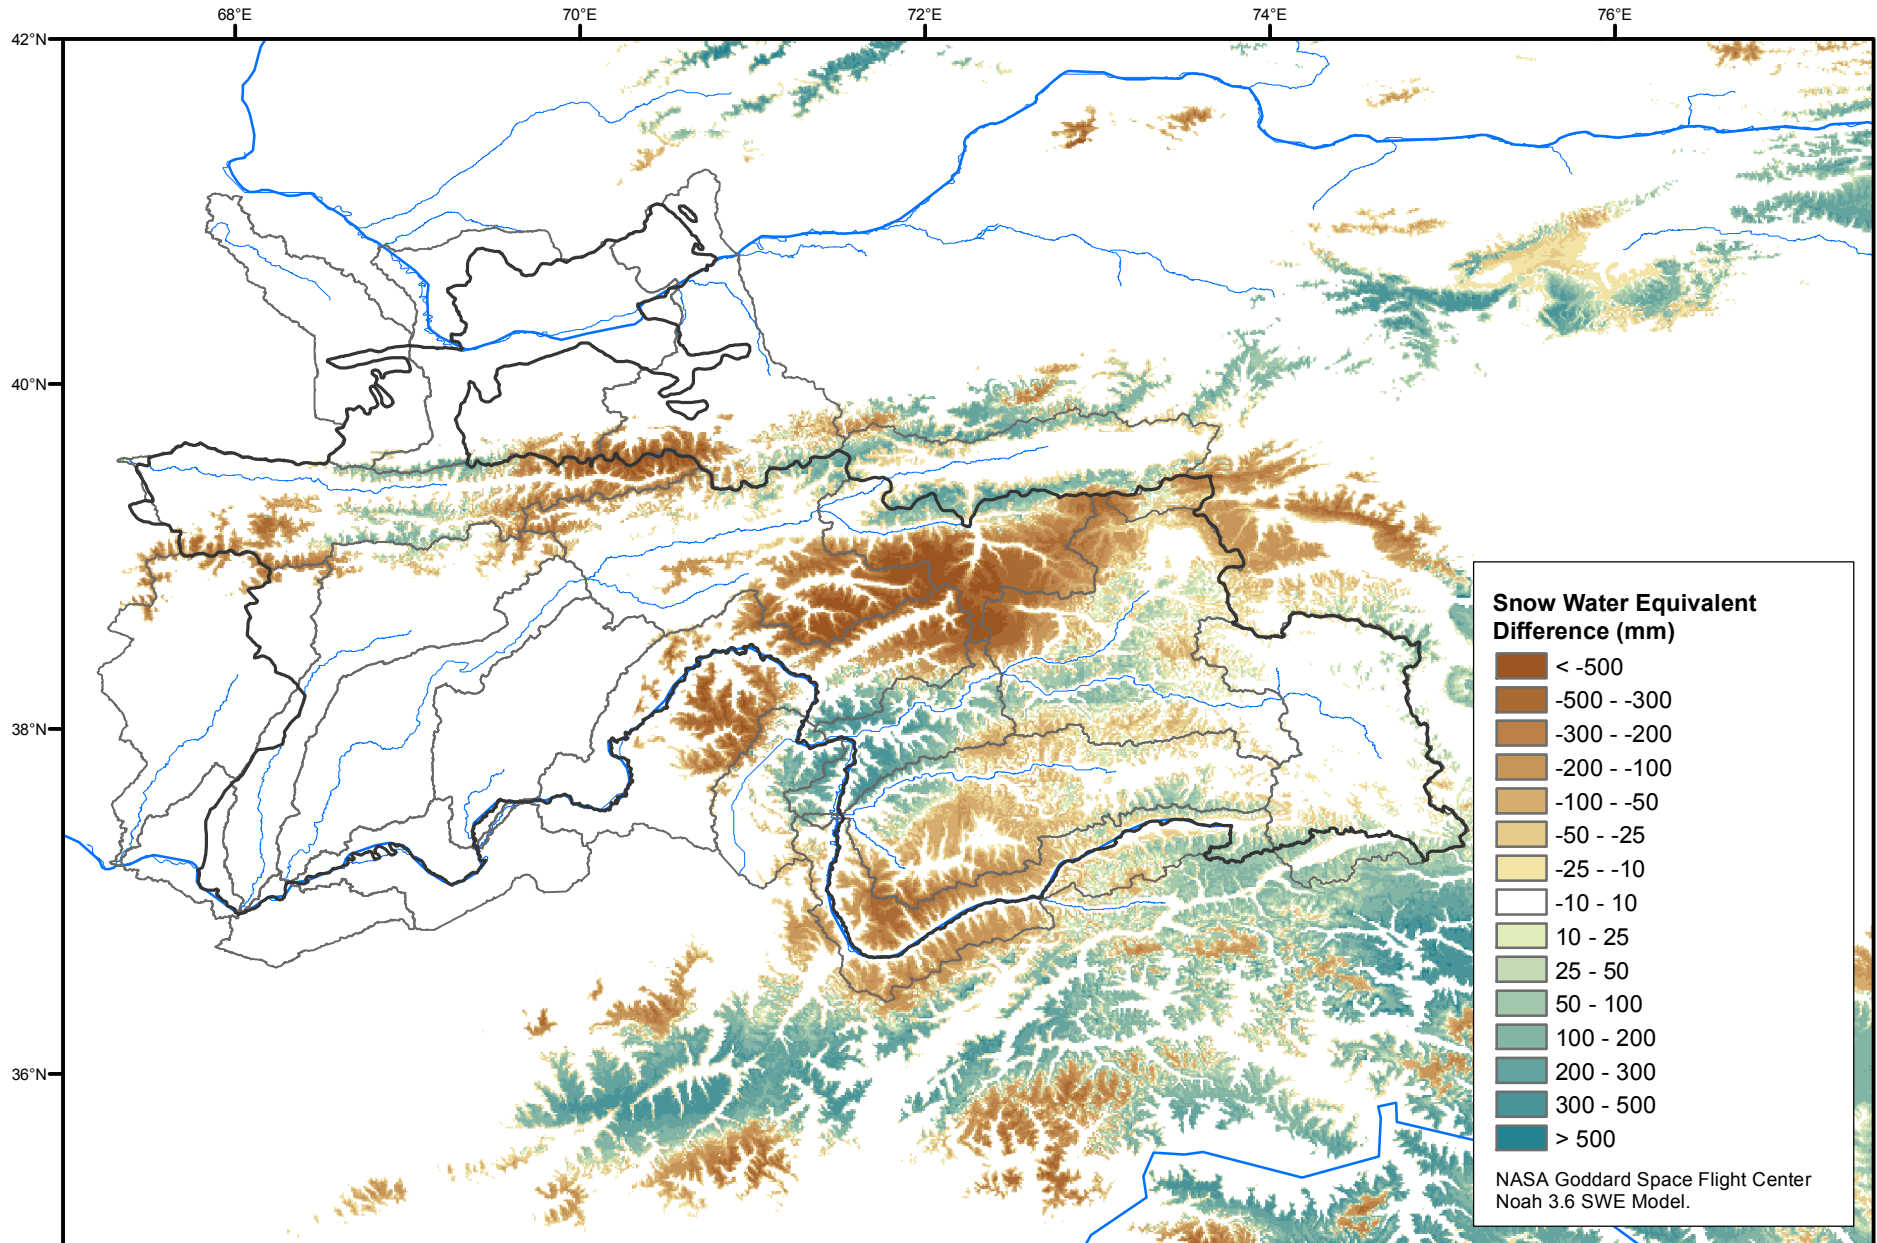 68°E 70°E 72°E 74°E 76°E
42°N
40°N
38°N
36°N
Snow Water Equivalent
Difference (mm)
< -500
-500 - -300
-300 - -200
-200 - -100
-100 - -50
-50 - -25
-25 - -10
-10 - 10
10 - 25
25 - 50
50 - 100
100 - 200
200 - 300
300 - 500
> 500
NASA Goddard Space Flight Center
Noah 3.6 SWE Model.